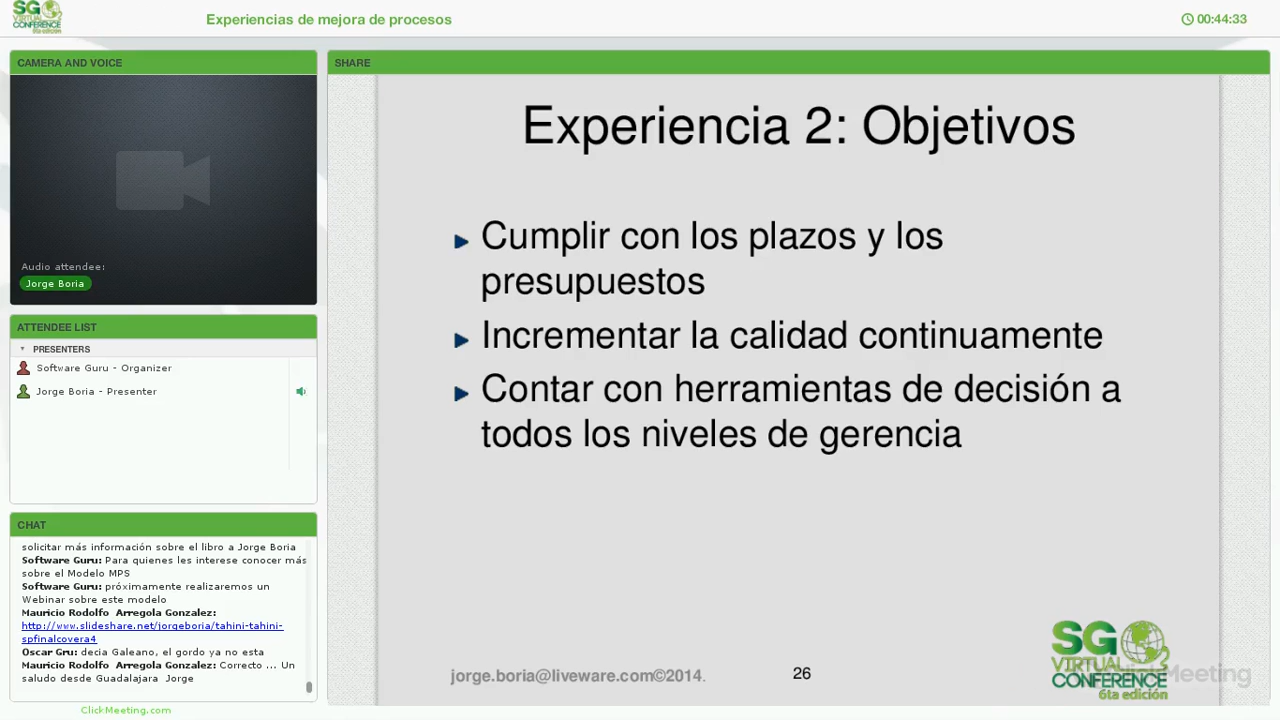 SG
VIRTUAL
CONFERENCE
6ta edición
Experiencias de mejora de procesos
00:44:33
CAMERA AND VOICE
Audio attendee:
Jorge Boria
ATTENDEE LIST
PRESENTERS
Software Guru - Organizer
Jorge Boria - Presenter
CHAT
solicitar más información sobre el libro a Jorge Boria
Software Guru: Para quienes les interese conocer más
sobre el Modelo MPS
Software Guru: próximamente realizaremos un
Webinar sobre este modelo
Mauricio Rodolfo Arregola Gonzalez:
http://www.slideshare.net/jorgeboria/tahini-tahini-
spfinalcovera4
Oscar Gru: decia Galeano, el gordo ya no esta
Mauricio Rodolfo Arregola Gonzalez: Correcto ... Un
saludo desde Guadalajara Jorge
ClickMeeting.com
SHARE
Experiencia 2: Objetivos
Cumplir con los plazos y los
presupuestos
Incrementar la calidad continuamente
Contar con herramientas de decisión a
todos los niveles de gerencia
jorge.boria@liveware.com©2014.
26
SG
VIRTUAL
CONFERENCE
6ta edición
ClickMeeting